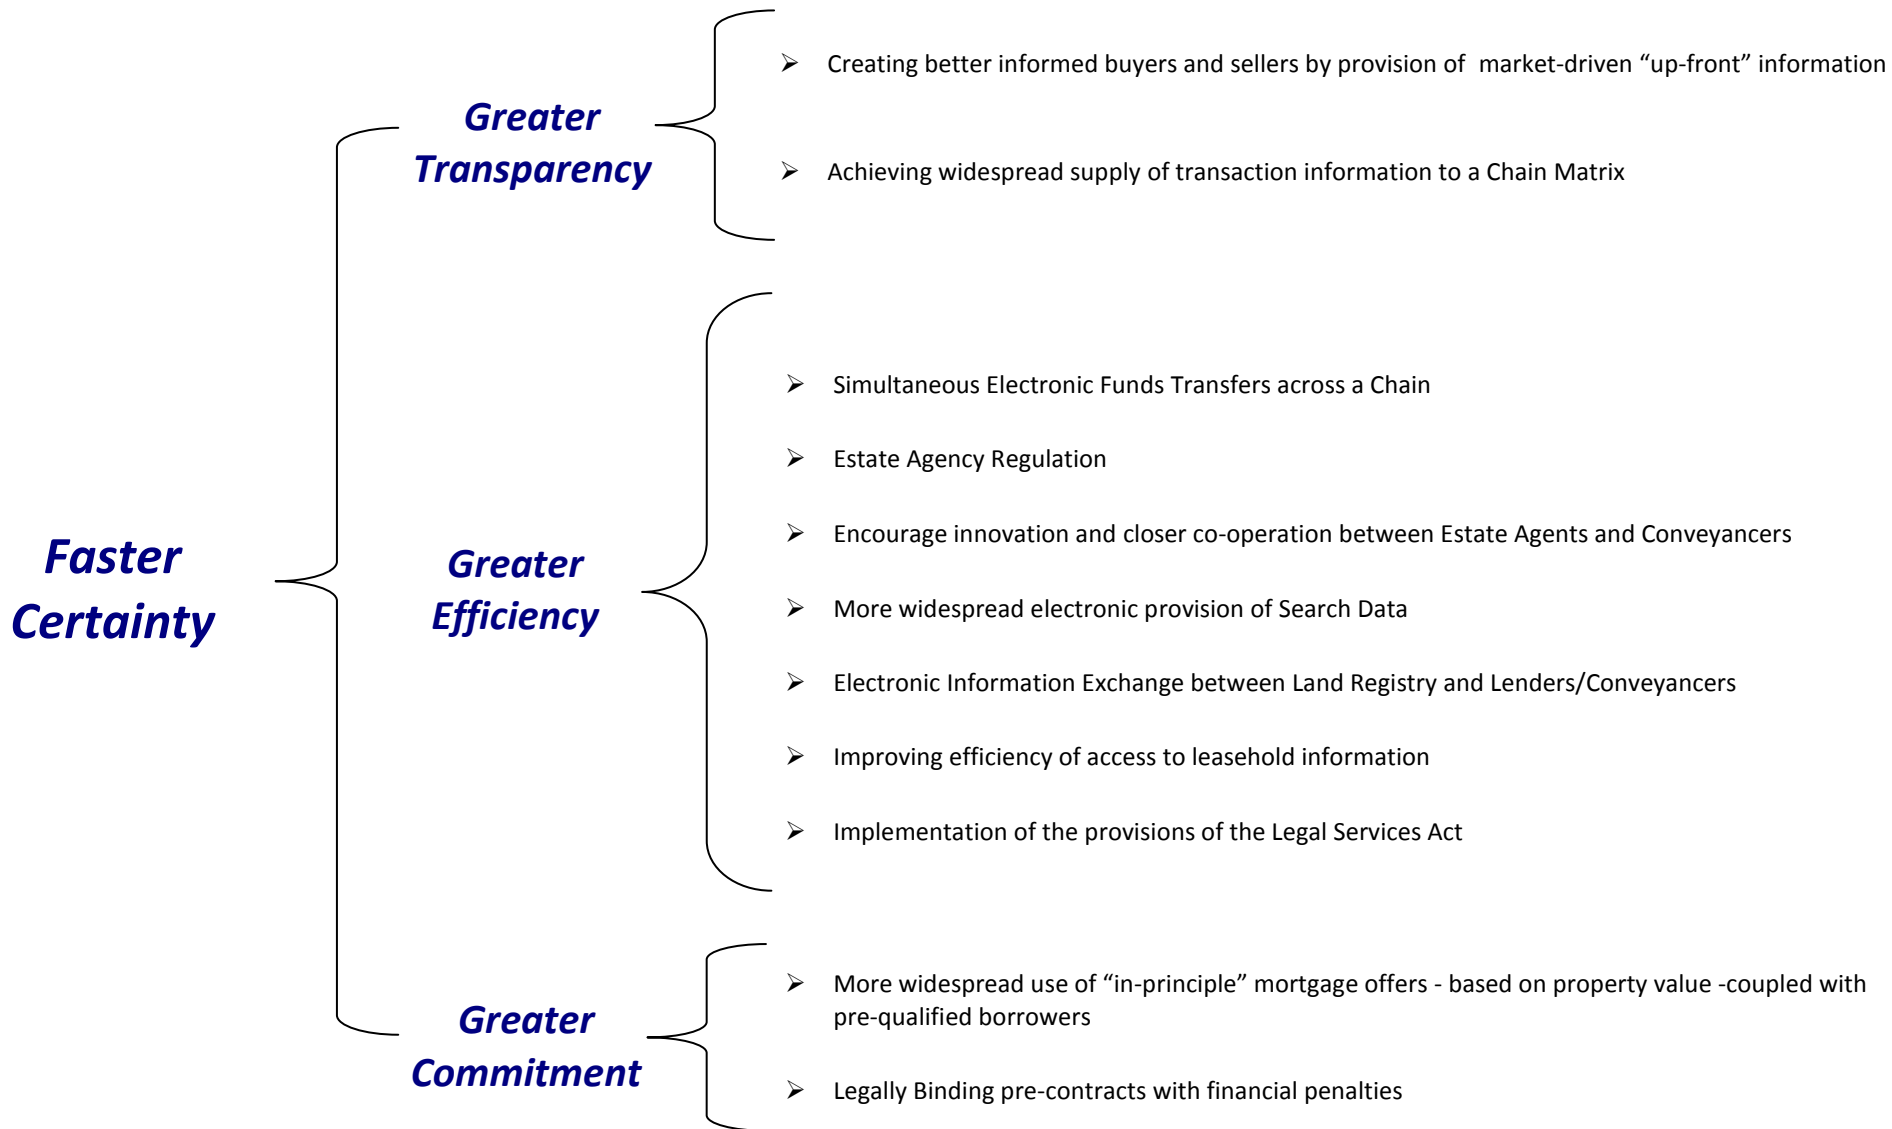 Faster
Certainty
Greater
Transparency
➢ Creating better informed buyers and sellers by provision of  market-driven “up-front” information
➢ Achieving widespread supply of transaction information to a Chain Matrix
Greater
Efficiency
➢ Simultaneous Electronic Funds Transfers across a Chain
➢ Estate Agency Regulation
➢ Encourage innovation and closer co-operation between Estate Agents and Conveyancers
➢ More widespread electronic provision of Search Data
➢ Electronic Information Exchange between Land Registry and Lenders/Conveyancers
➢ Improving efficiency of access to leasehold information
➢ Implementation of the provisions of the Legal Services Act
Greater
Commitment
➢ More widespread use of “in-principle” mortgage offers - based on property value -coupled with
pre-qualified borrowers
➢ Legally Binding pre-contracts with financial penalties